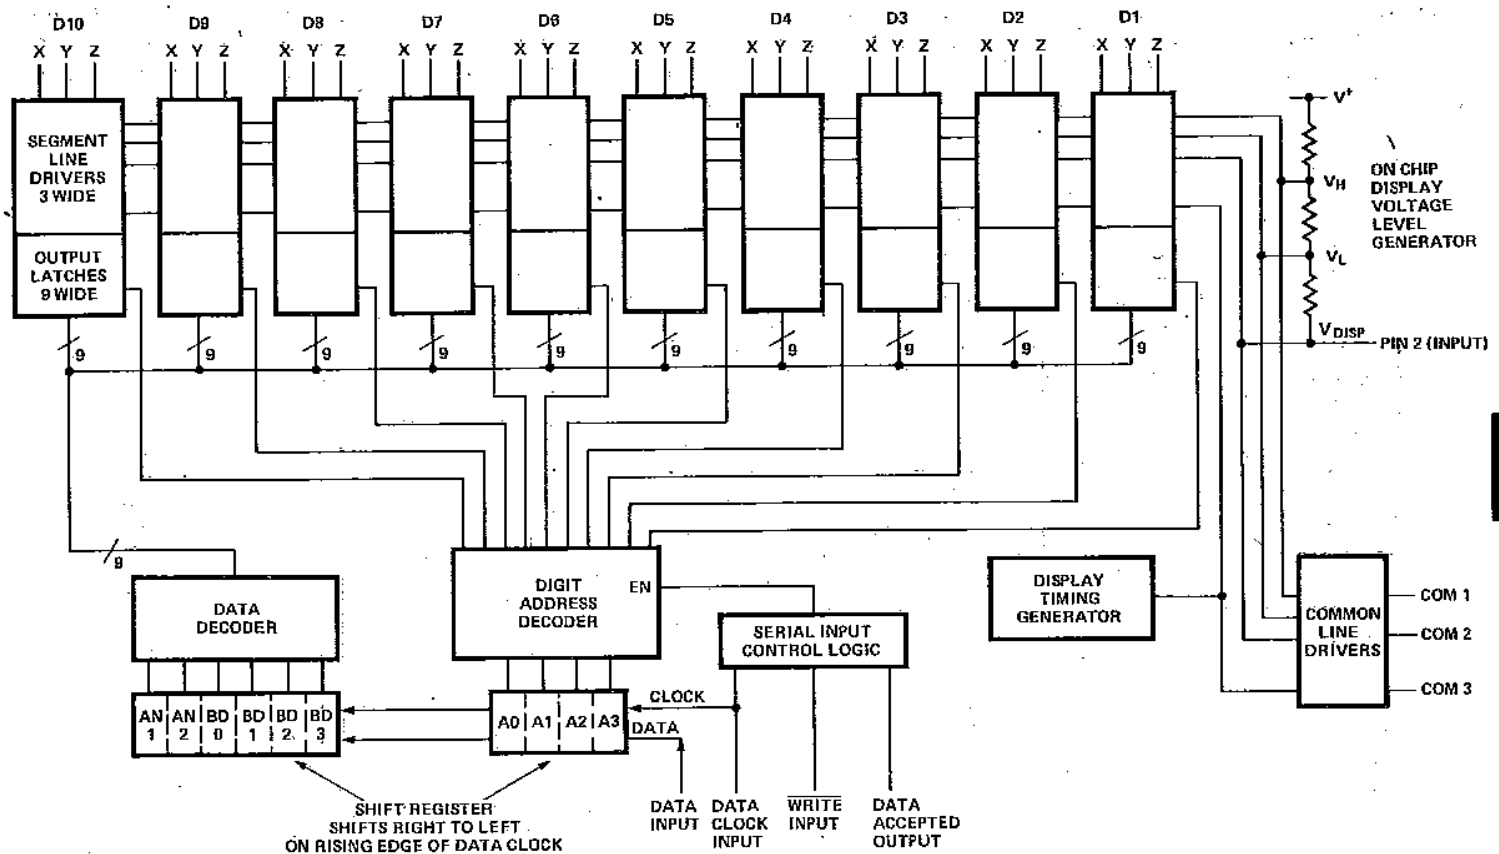 D10 D9 D8 D7 D6 D5 D4 D3 D2 D1
X Y Z X Y Z X Y Z X Y Z X Y Z X Y Z X Y Z X Y Z X Y Z X Y Z
V+
SEGMENT
LINE
DRIVERS
3 WIDE
OUTPUT
LATCHES
9 WIDE
VH
VL
ON CHIP
DISPLAY
VOLTAGE
LEVEL
GENERATOR
VDISP
PIN 2 (INPUT)
9 9 9 9 9 9 9 9 9 9
9
DATA
DECODER
DIGIT
ADDRESS
DECODER
EN
SERIAL INPUT
CONTROL LOGIC
DISPLAY
TIMING
GENERATOR
COMMON
LINE
DRIVERS
COM 1
COM 2
COM 3
AN BD
AN 1
AN 2
BD 0
BD 1
BD 2
BD 3
A0 A1 A2 A3
CLOCK
DATA
SHIFT REGISTER
SHIFTS RIGHT TO LEFT
ON RISING EDGE OF DATA CLOCK
DATA
INPUT
DATA
CLOCK
INPUT
WRITE
INPUT
DATA
ACCEPTED
OUTPUT